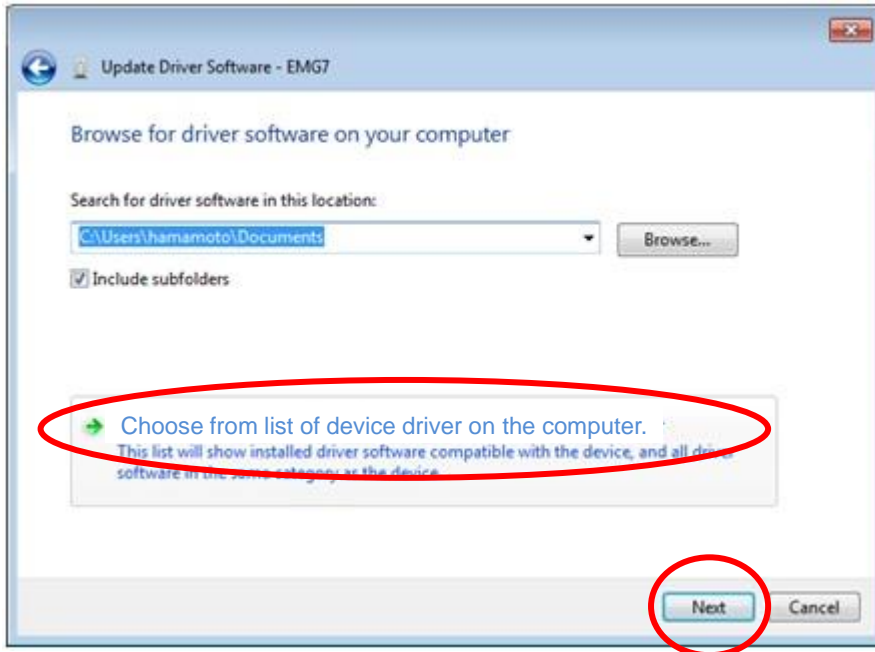 Update Driver Software - EMG7
Browse for driver software on your computer
Search for driver software in this location:
C:\Users\hamamoto\Documents
Browse...
Include subfolders
Choose from list of device driver on the computer.
This list will show installed driver software compatible with the device, and all driver
software in the same category as the device.
Next
Cancel